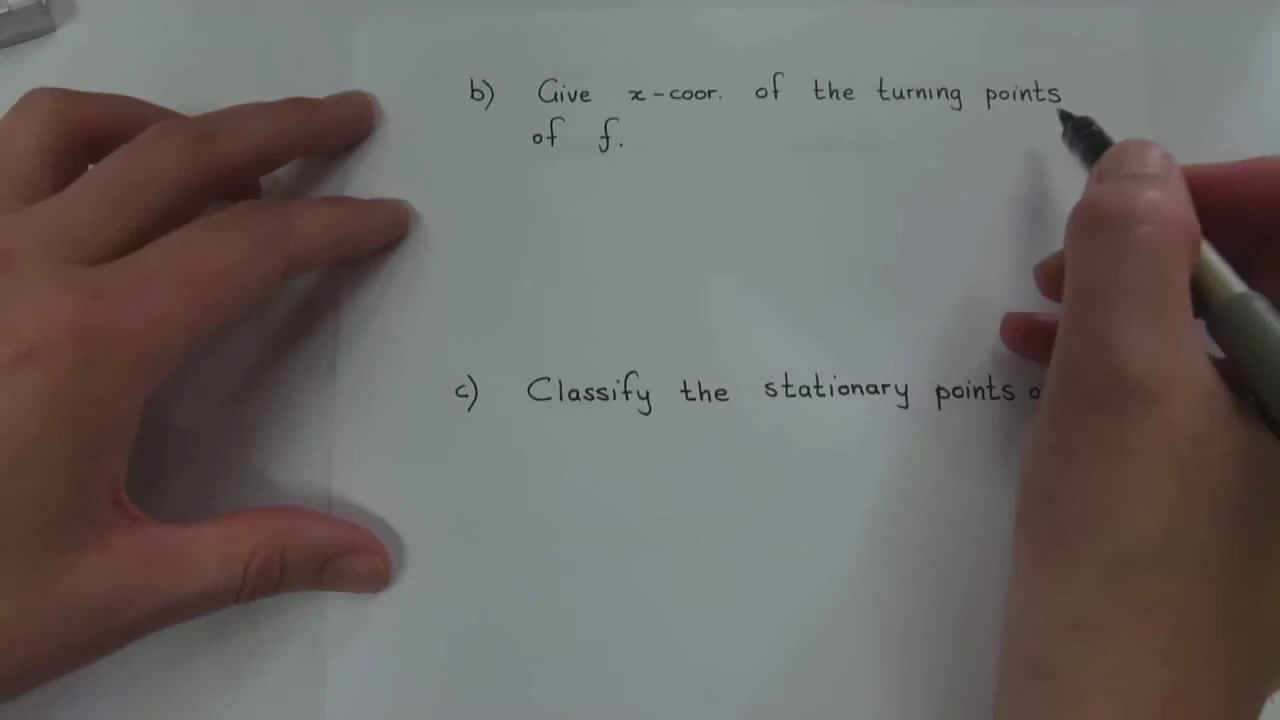 b) Give x-coor. of the turning points
of f.
c) Classify the stationary points